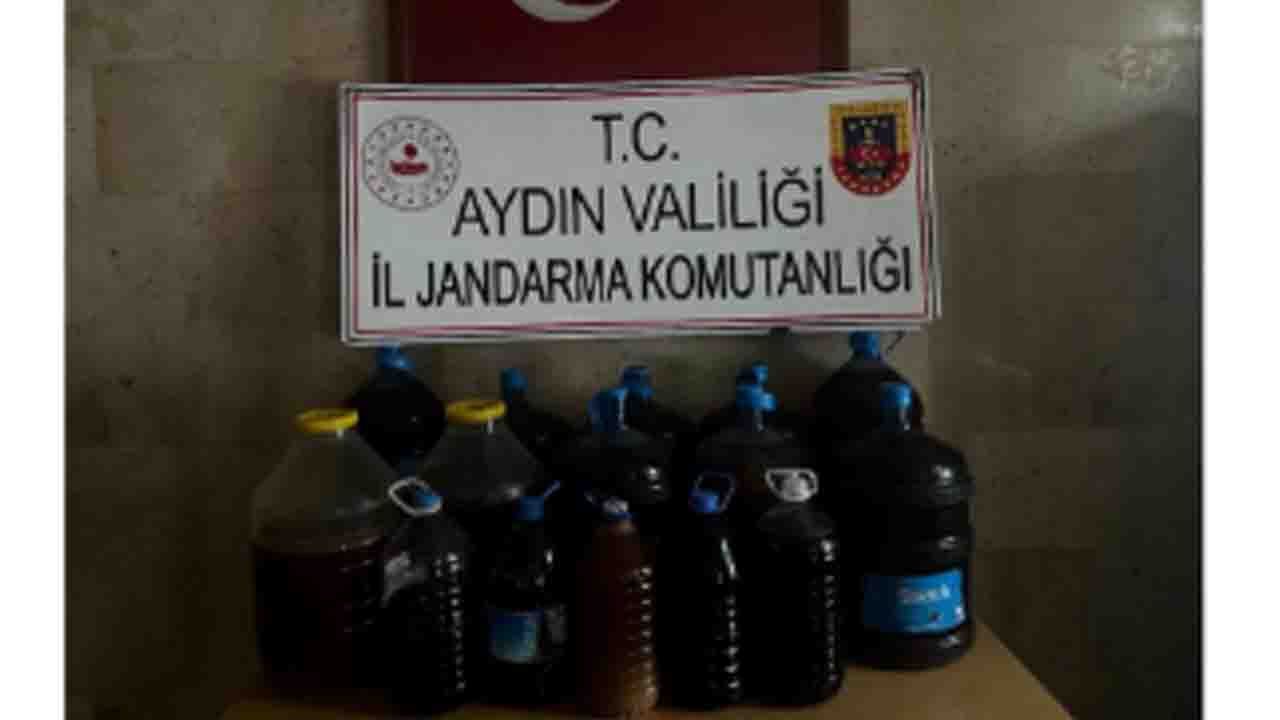 T.C.
AYDIN VALİLİĞİ
İL JANDARMA KOMUTANLIĞI